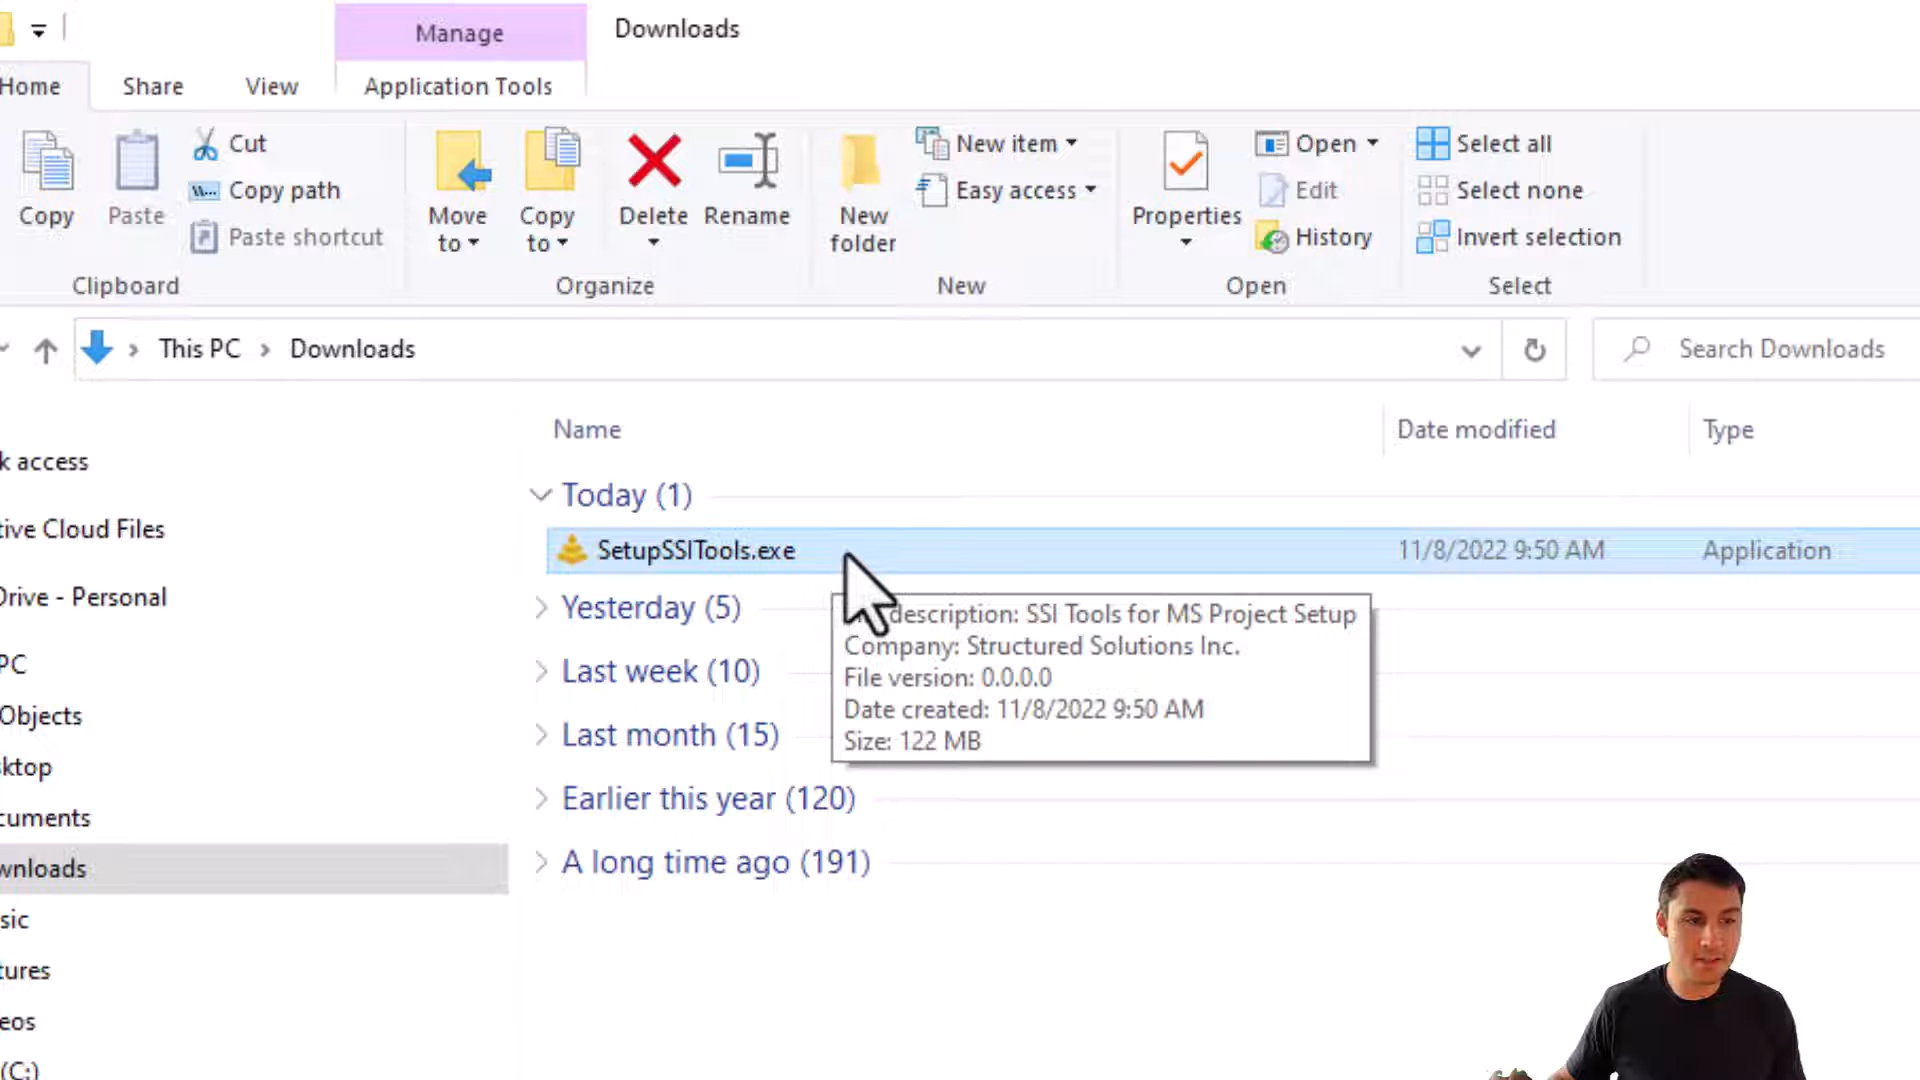 Manage
Downloads
Home
Share
View
Application Tools
Copy
Paste
Cut
Copy path
Paste shortcut
Clipboard
Move to
Copy to
Delete
Rename
Organize
New folder
New item
Easy access
New
Properties
Open
Edit
History
Open
Select all
Select none
Invert selection
Select
This PC
Downloads
Search Downloads
Name
Date modified
Type
k access
tive Cloud Files
Drive - Personal
PC
Objects
ktop
cuments
wnloads
sic
tures
eos
(C:)
Today (1)
SetupSSITools.exe
11/8/2022 9:50 AM
Application
Yesterday (5)
Last week (10)
Last month (15)
Earlier this year (120)
A long time ago (191)
description: SSI Tools for MS Project Setup
Company: Structured Solutions Inc.
File version: 0.0.0.0
Date created: 11/8/2022 9:50 AM
Size: 122 MB